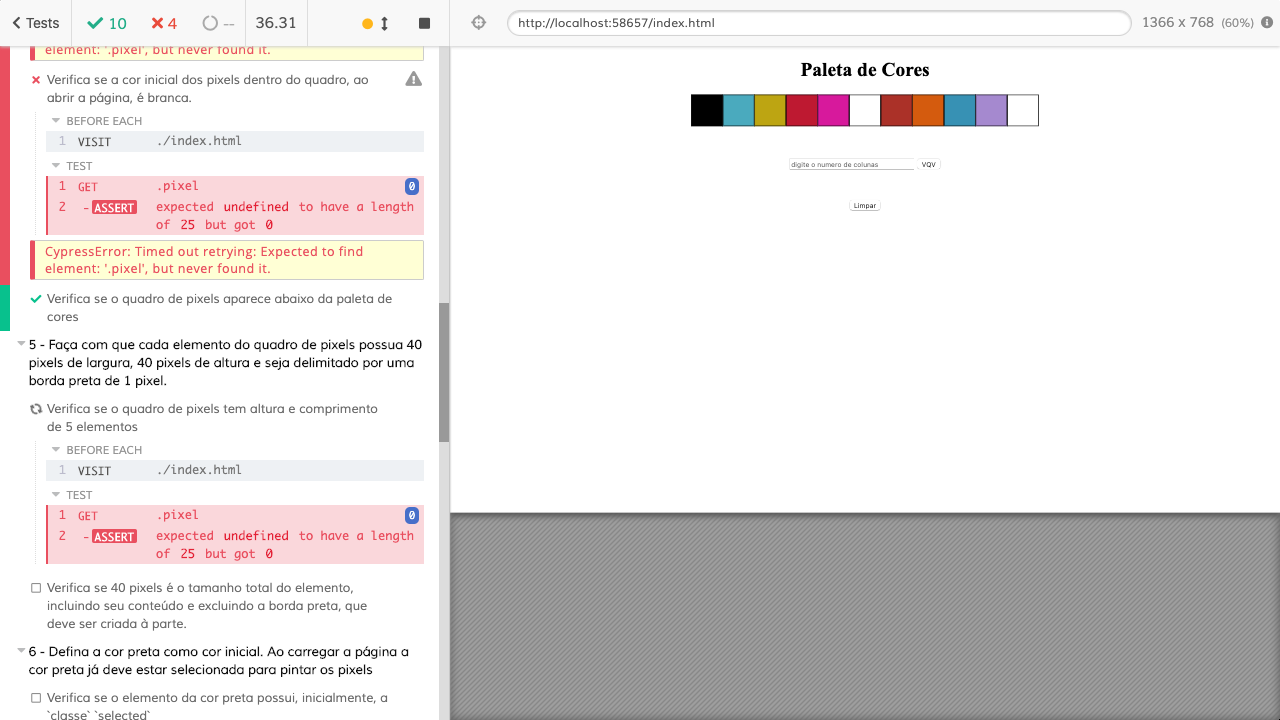 Tests
10
4
--
36.31
http://localhost:58657/index.html
1366 x 768 (60%)
element: '.pixel', but never found it.
Verifica se a cor inicial dos pixels dentro do quadro, ao
abrir a página, é branca.
BEFORE EACH
1 VISIT ./index.html
TEST
1 GET .pixel 0
2 - ASSERT expected undefined to have a length
of 25 but got 0
CypressError: Timed out retrying: Expected to find
element: '.pixel', but never found it.
Verifica se o quadro de pixels aparece abaixo da paleta de
cores
5 - Faça com que cada elemento do quadro de pixels possua 40
pixels de largura, 40 pixels de altura e seja delimitado por uma
borda preta de 1 pixel.
Verifica se o quadro de pixels tem altura e comprimento
de 5 elementos
BEFORE EACH
1 VISIT ./index.html
TEST
1 GET .pixel 0
2 - ASSERT expected undefined to have a length
of 25 but got 0
Verifica se 40 pixels é o tamanho total do elemento,
incluindo seu conteúdo e excluindo a borda preta, que
deve ser criada à parte.
6 - Defina a cor preta como cor inicial. Ao carregar a página a
cor preta já deve estar selecionada para pintar os pixels
Verifica se o elemento da cor preta possui, inicialmente, a
`classe` `selected`
Paleta de Cores
digite o numero de colunas
VQV
Limpar